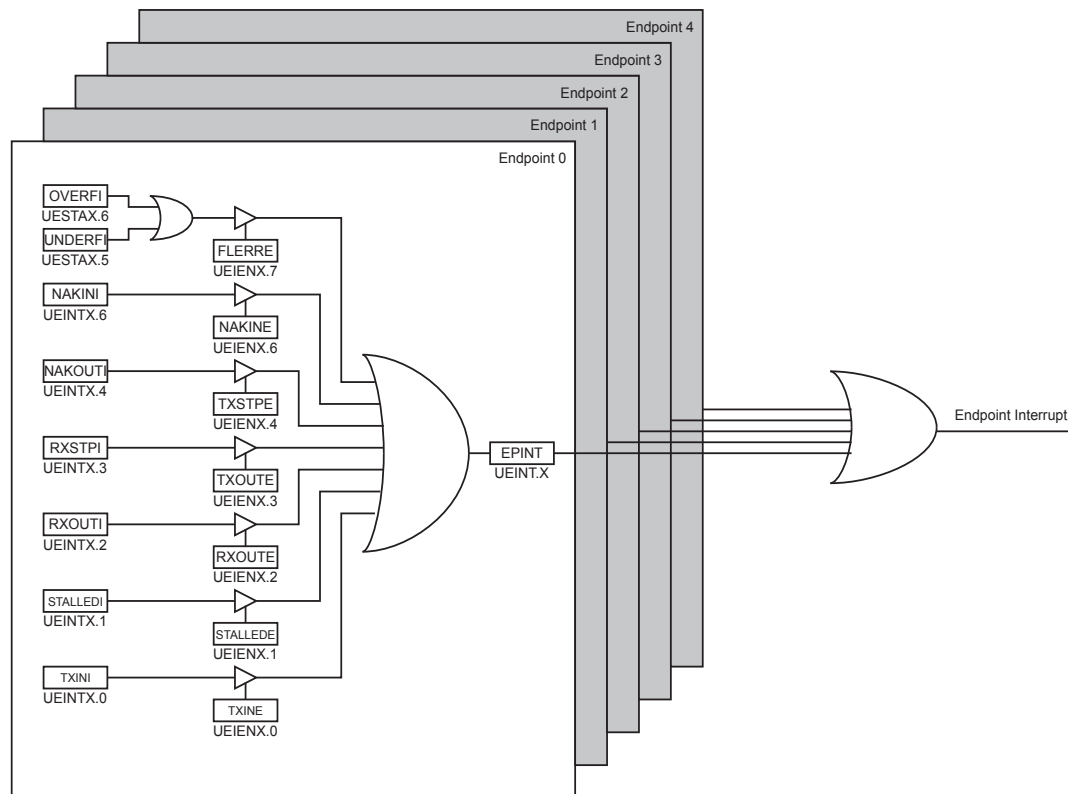 Endpoint 4
Endpoint 3
Endpoint 2
Endpoint 1
Endpoint 0
OVERFI
UESTAX.6
UNDERFI
UESTAX.5
FLERRE
UEIENX.7
NAKINI
UEINTX.6
NAKINE
UEIENX.6
NAKOUTI
UEINTX.4
TXSTPE
UEIENX.4
RXSTPI
UEINTX.3
TXOUTE
UEIENX.3
RXOUTI
UEINTX.2
RXOUTE
UEIENX.2
STALLEDI
UEINTX.1
STALLEDE
UEIENX.1
TXINI
UEINTX.0
TXINE
UEIENX.0
EPINT
UEINT.X
Endpoint Interrupt